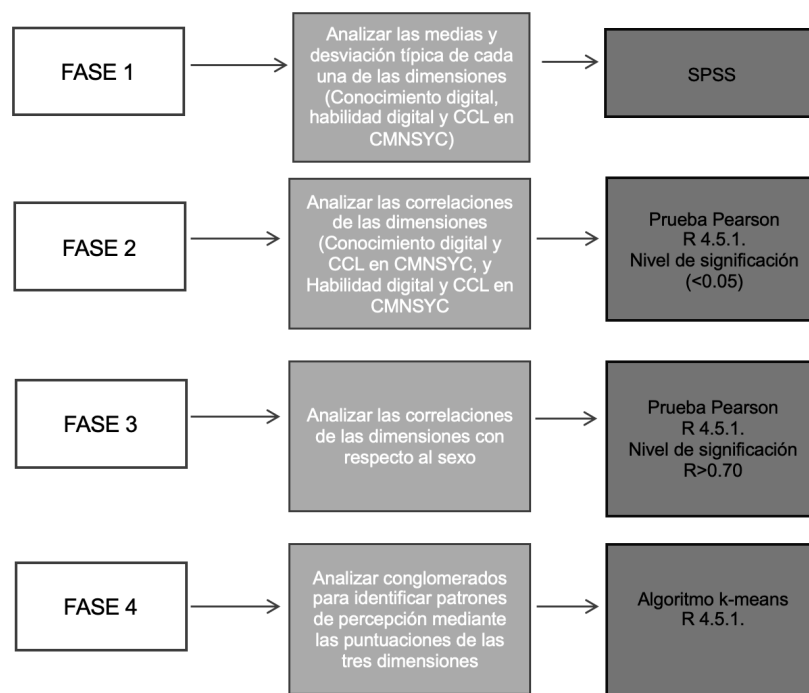 FASE 1
Analizar las medias y
desviación típica de cada
una de las dimensiones
(Conocimiento digital,
habilidad digital y CCL en
CMNSYC)
SPSS
FASE 2
Analizar las correlaciones
de las dimensiones
(Conocimiento digital y
CCL en CMNSYC, y
Habilidad digital y CCL en
CMNSYC
Prueba Pearson
R 4.5.1.
Nivel de significación
(<0.05)
FASE 3
Analizar las correlaciones
de las dimensiones con
respecto al sexo
Prueba Pearson
R 4.5.1.
Nivel de significación
R>0.70
FASE 4
Analizar conglomerados
para identificar patrones
de percepción mediante
las puntuaciones de las
tres dimensiones
Algoritmo k-means
R 4.5.1.